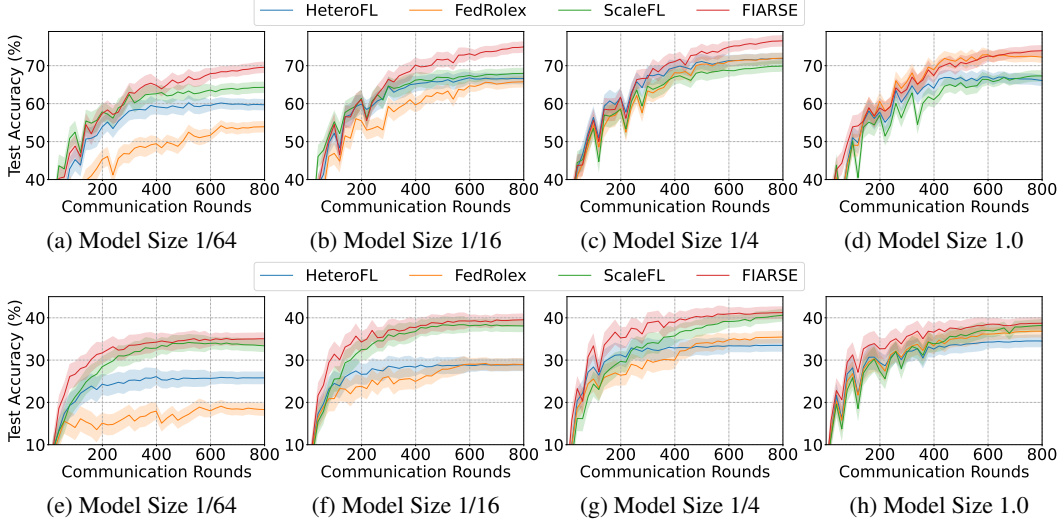 HeteroFL FedRolex ScaleFL FIARSE
Test Accuracy (%)
70
60
50
40
200 400 600 800
Communication Rounds
(a) Model Size 1/64
70
60
50
40
200 400 600 800
Communication Rounds
(b) Model Size 1/16
70
60
50
40
200 400 600 800
Communication Rounds
(c) Model Size 1/4
70
60
50
40
200 400 600 800
Communication Rounds
(d) Model Size 1.0
HeteroFL FedRolex ScaleFL FIARSE
Test Accuracy (%)
40
30
20
10
200 400 600 800
Communication Rounds
(e) Model Size 1/64
40
30
20
10
200 400 600 800
Communication Rounds
(f) Model Size 1/16
40
30
20
10
200 400 600 800
Communication Rounds
(g) Model Size 1/4
40
30
20
10
200 400 600 800
Communication Rounds
(h) Model Size 1.0